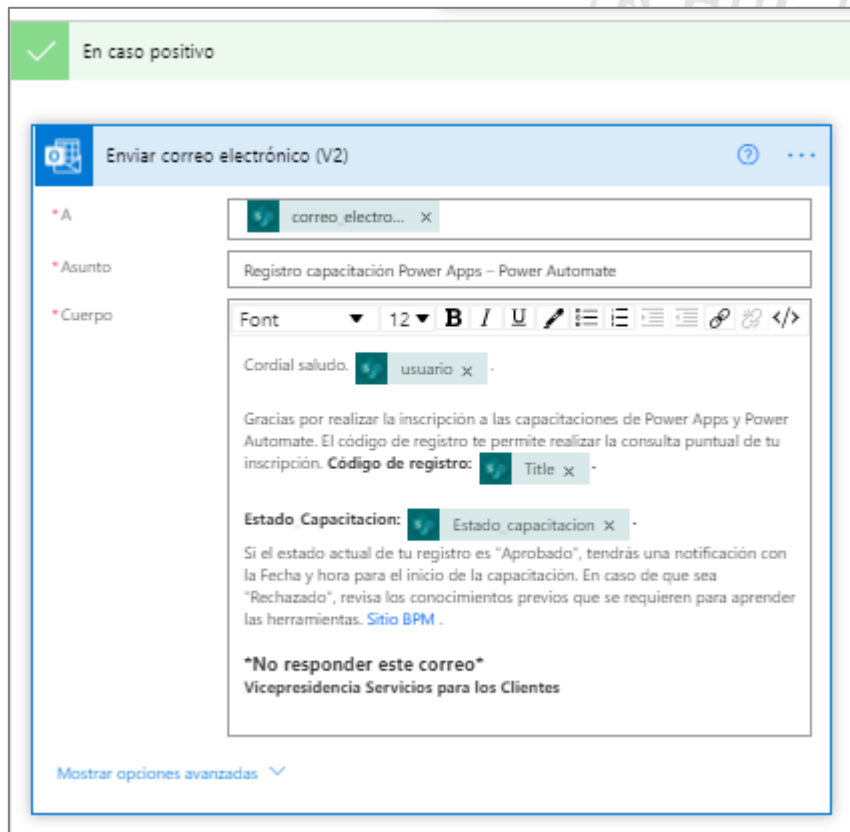 En caso positivo
Enviar correo electrónico (V2)
*A
correo_electro... ×
*Asunto
Registro capacitación Power Apps – Power Automate
*Cuerpo
Font 12 B I U </>
Cordial saludo. usuario × .
Gracias por realizar la inscripción a las capacitaciones de Power Apps y Power
Automate. El código de registro te permite realizar la consulta puntual de tu
inscripción. Código de registro: Title × -
Estado_Capacitacion: Estado_capacitacion × -
Si el estado actual de tu registro es "Aprobado", tendrás una notificación con
la Fecha y hora para el inicio de la capacitación. En caso de que sea
"Rechazado", revisa los conocimientos previos que se requieren para aprender
las herramientas. Sitio BPM .
*No responder este correo*
Vicepresidencia Servicios para los Clientes
Mostrar opciones avanzadas